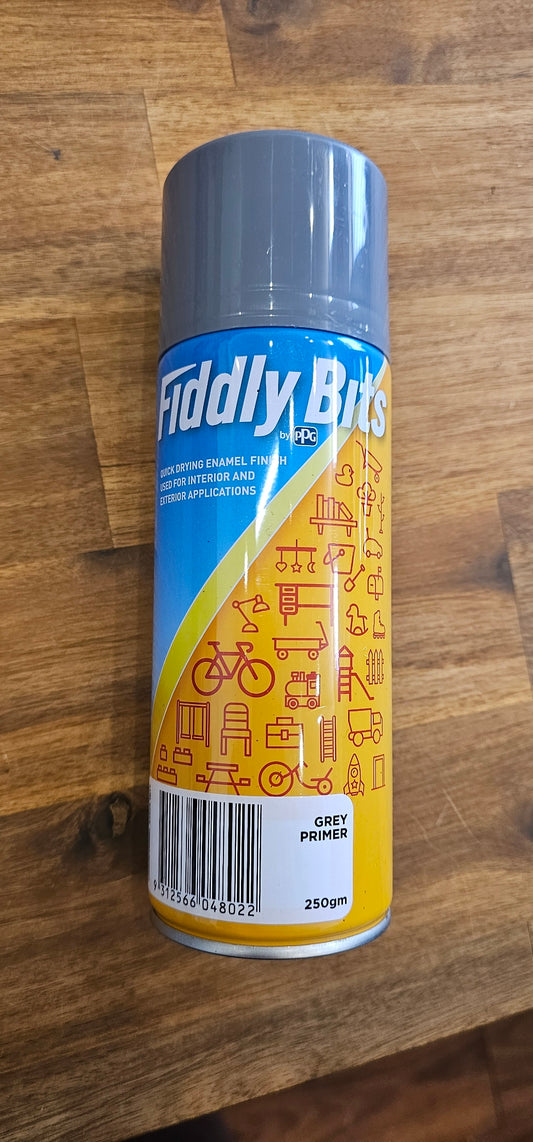 Fiddly Bits
by PPG
QUICK DRYING ENAMEL FINISH
USED FOR INTERIOR AND
EXTERIOR APPLICATIONS
GREY
PRIMER
9 312566 048022
250gm